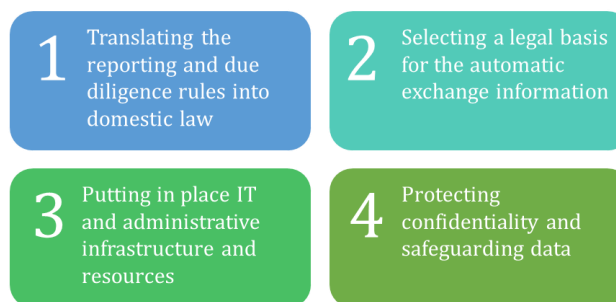 1
Translating the
reporting and due
diligence rules into
domestic law
2
Selecting a legal basis
for the automatic
exchange information
3
Putting in place IT
and administrative
infrastructure and
resources
4
Protecting
confidentiality and
safeguarding data